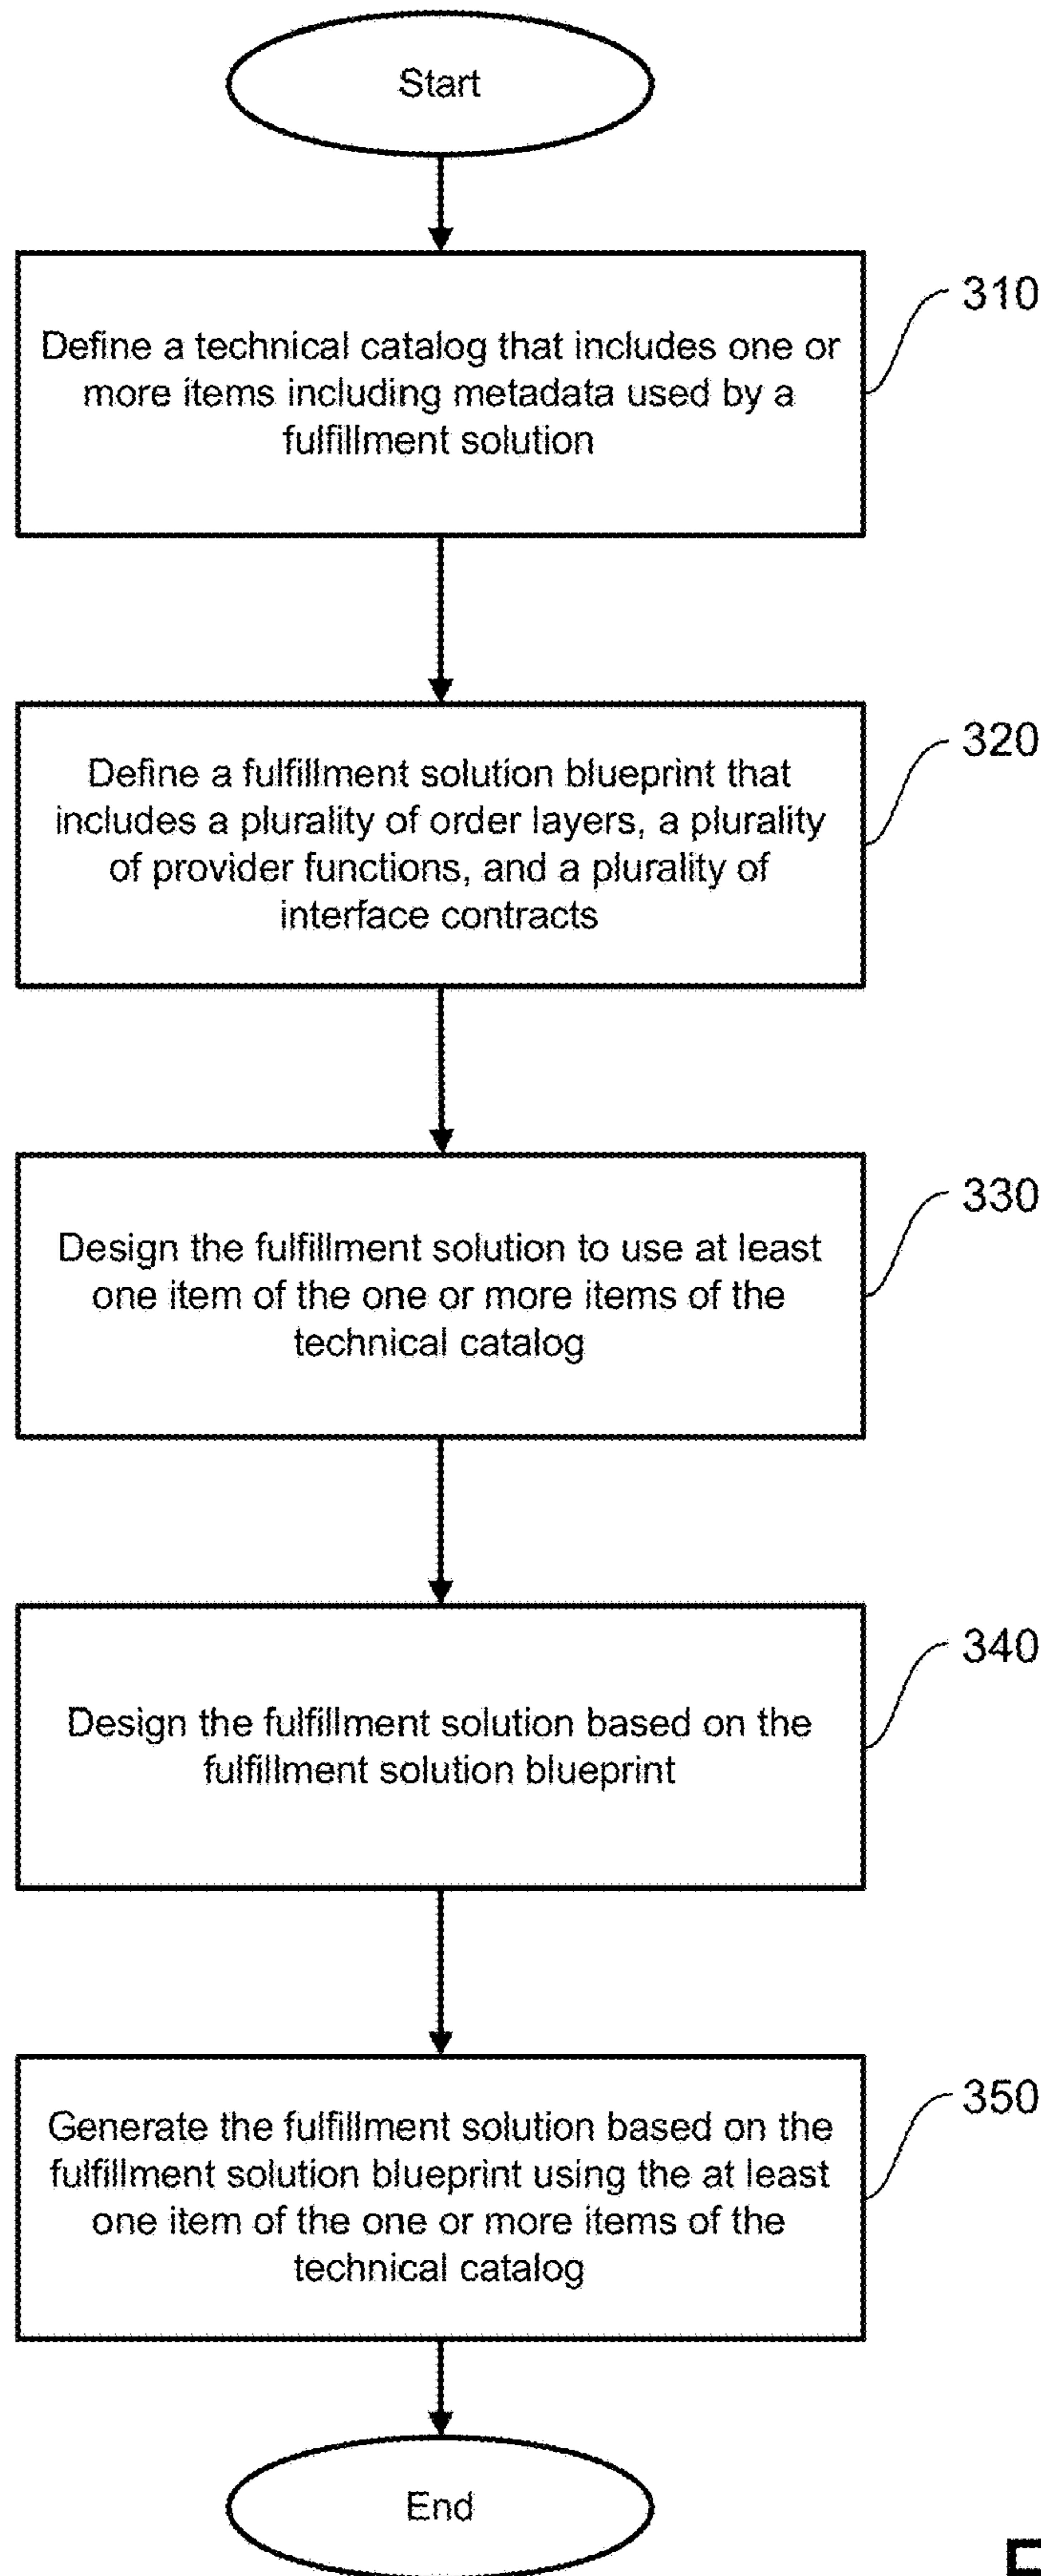 Start
310
Define a technical catalog that includes one or
more items including metadata used by a
fulfillment solution
320
Define a fulfillment solution blueprint that
includes a plurality of order layers, a plurality
of provider functions, and a plurality of
interface contracts
330
Design the fulfillment solution to use at least
one item of the one or more items of the
technical catalog
340
Design the fulfillment solution based on the
fulfillment solution blueprint
350
Generate the fulfillment solution based on the
fulfillment solution blueprint using the at least
one item of the one or more items of the
technical catalog
End